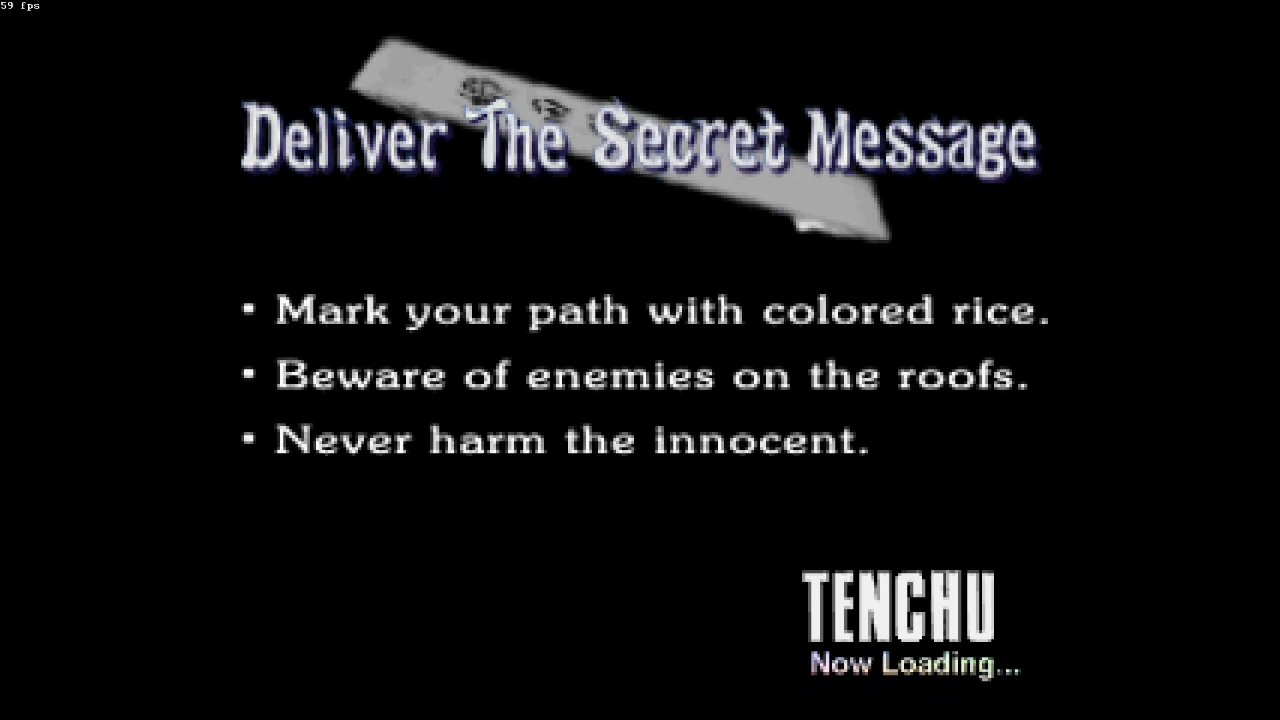 59 fps
Deliver The Secret Message
• Mark your path with colored rice.
• Beware of enemies on the roofs.
• Never harm the innocent.
TENCHU
Now Loading...